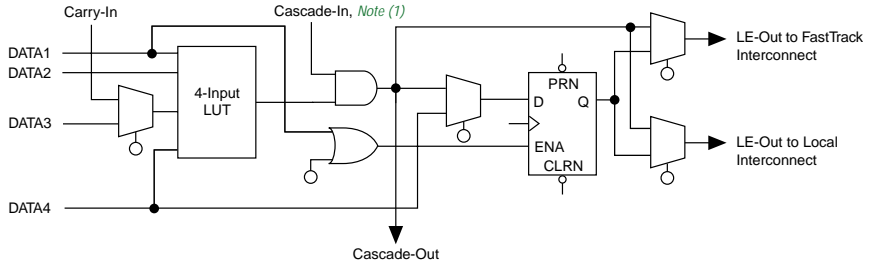 Carry-In
Cascade-In, Note (1)
DATA1
DATA2
DATA3
DATA4
4-Input
LUT
PRN
D
Q
ENA
CLRN
LE-Out to FastTrack
Interconnect
LE-Out to Local
Interconnect
Cascade-Out